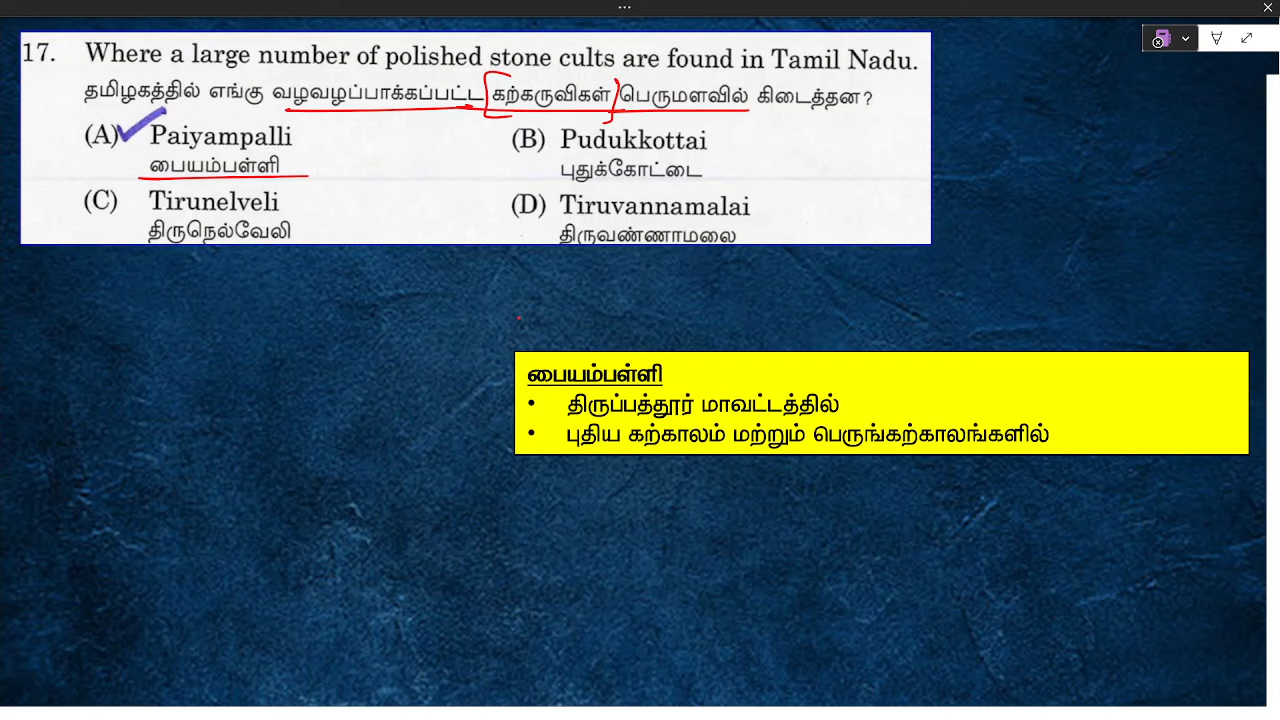 17. Where a large number of polished stone cults are found in Tamil Nadu.
தமிழகத்தில் எங்கு வழவழப்பாக்கப்பட்ட கற்கருவிகள் பெருமளவில் கிடைத்தன?
(A) Paiyampalli (B) Pudukkottai
பையம்பள்ளி புதுக்கோட்டை
(C) Tirunelveli (D) Tiruvannamalai
திருநெல்வேலி திருவண்ணாமலை
பையம்பள்ளி
• திருப்பத்தூர் மாவட்டத்தில்
• புதிய கற்காலம் மற்றும் பெருங்கற்காலங்களில்